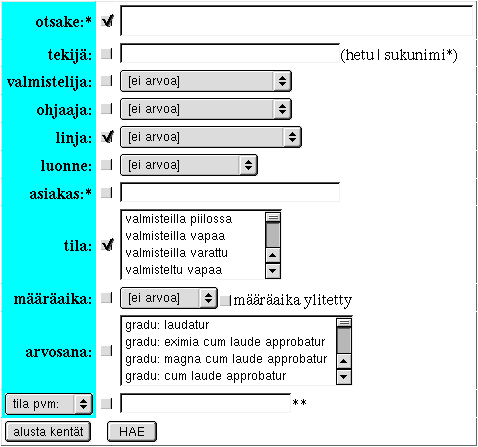 otsake:*
tekijä: (hetu | sukunimi*)
valmistelija: [ei arvoa]
ohjaaja: [ei arvoa]
linja: [ei arvoa]
luonne: [ei arvoa]
asiakas:*
valmisteilla piilossa
valmisteilla vapaa
tila: valmisteilla varattu
valmisteltu vapaa
määräaika: [ei arvoa] määräaika ylitetty
gradu: laudatur
gradu: eximia cum laude approbatur
arvosana: gradu: magna cum laude approbatur
gradu: cum laude approbatur
tila pvm: **
alusta kentät HAE